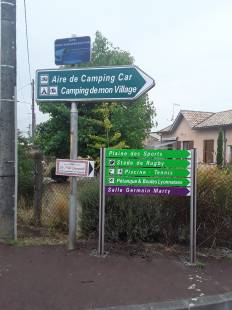 Aire de Camping Car
Camping de mon Village
Plaine des Sports
Stade de Rugby
Piscine - Tennis
Pétanque & Boules Lyonnaises
Salle Germain Marty